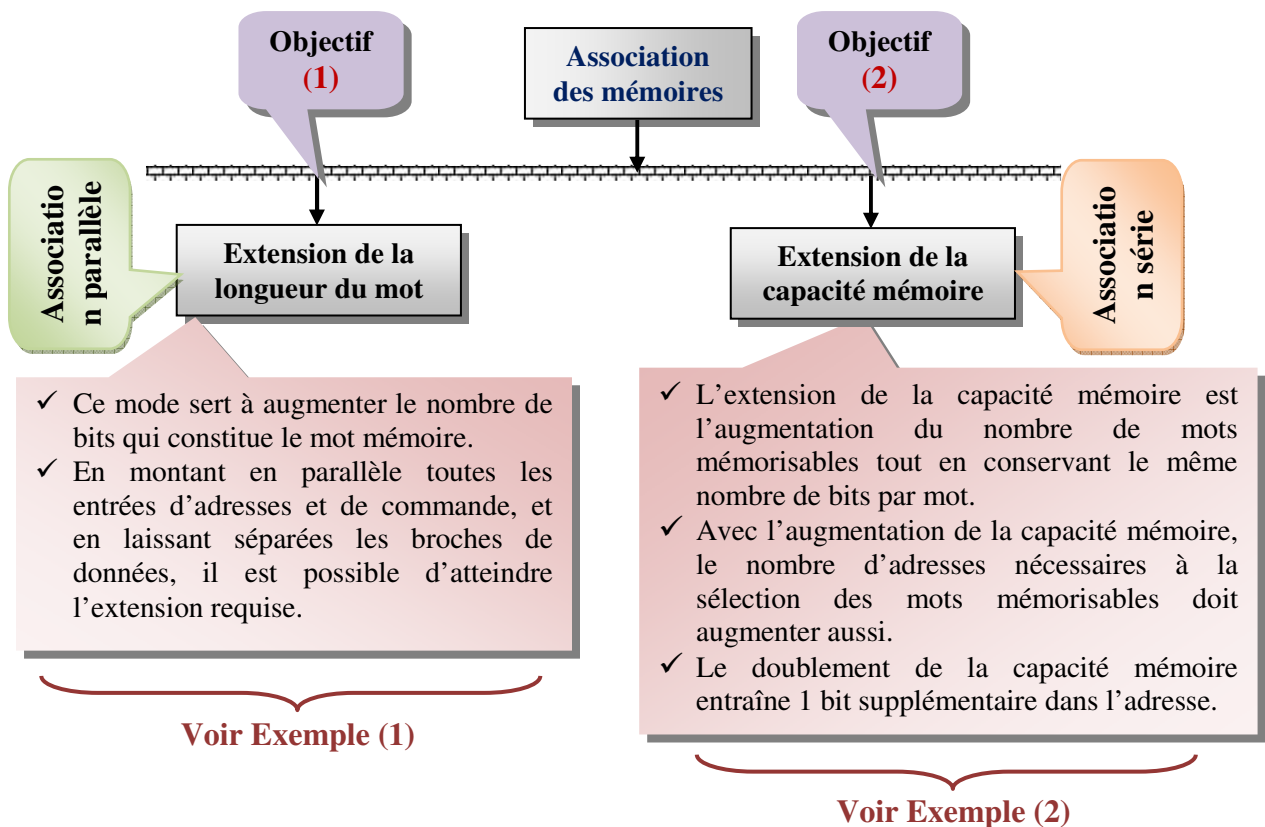 Objectif
(1)
Association
des mémoires
Objectif
(2)
Associatio
n parallèle
Extension de la
longueur du mot
Extension de la
capacité mémoire
Associatio
n série
✓ Ce mode sert à augmenter le nombre de
bits qui constitue le mot mémoire.
✓ En montant en parallèle toutes les
entrées d’adresses et de commande, et
en laissant séparées les broches de
données, il est possible d’atteindre
l’extension requise.
Voir Exemple (1)
✓ L’extension de la capacité mémoire est
l’augmentation du nombre de mots
mémorisables tout en conservant le même
nombre de bits par mot.
✓ Avec l’augmentation de la capacité mémoire,
le nombre d’adresses nécessaires à la
sélection des mots mémorisables doit
augmenter aussi.
✓ Le doublement de la capacité mémoire
entraîne 1 bit supplémentaire dans l’adresse.
Voir Exemple (2)